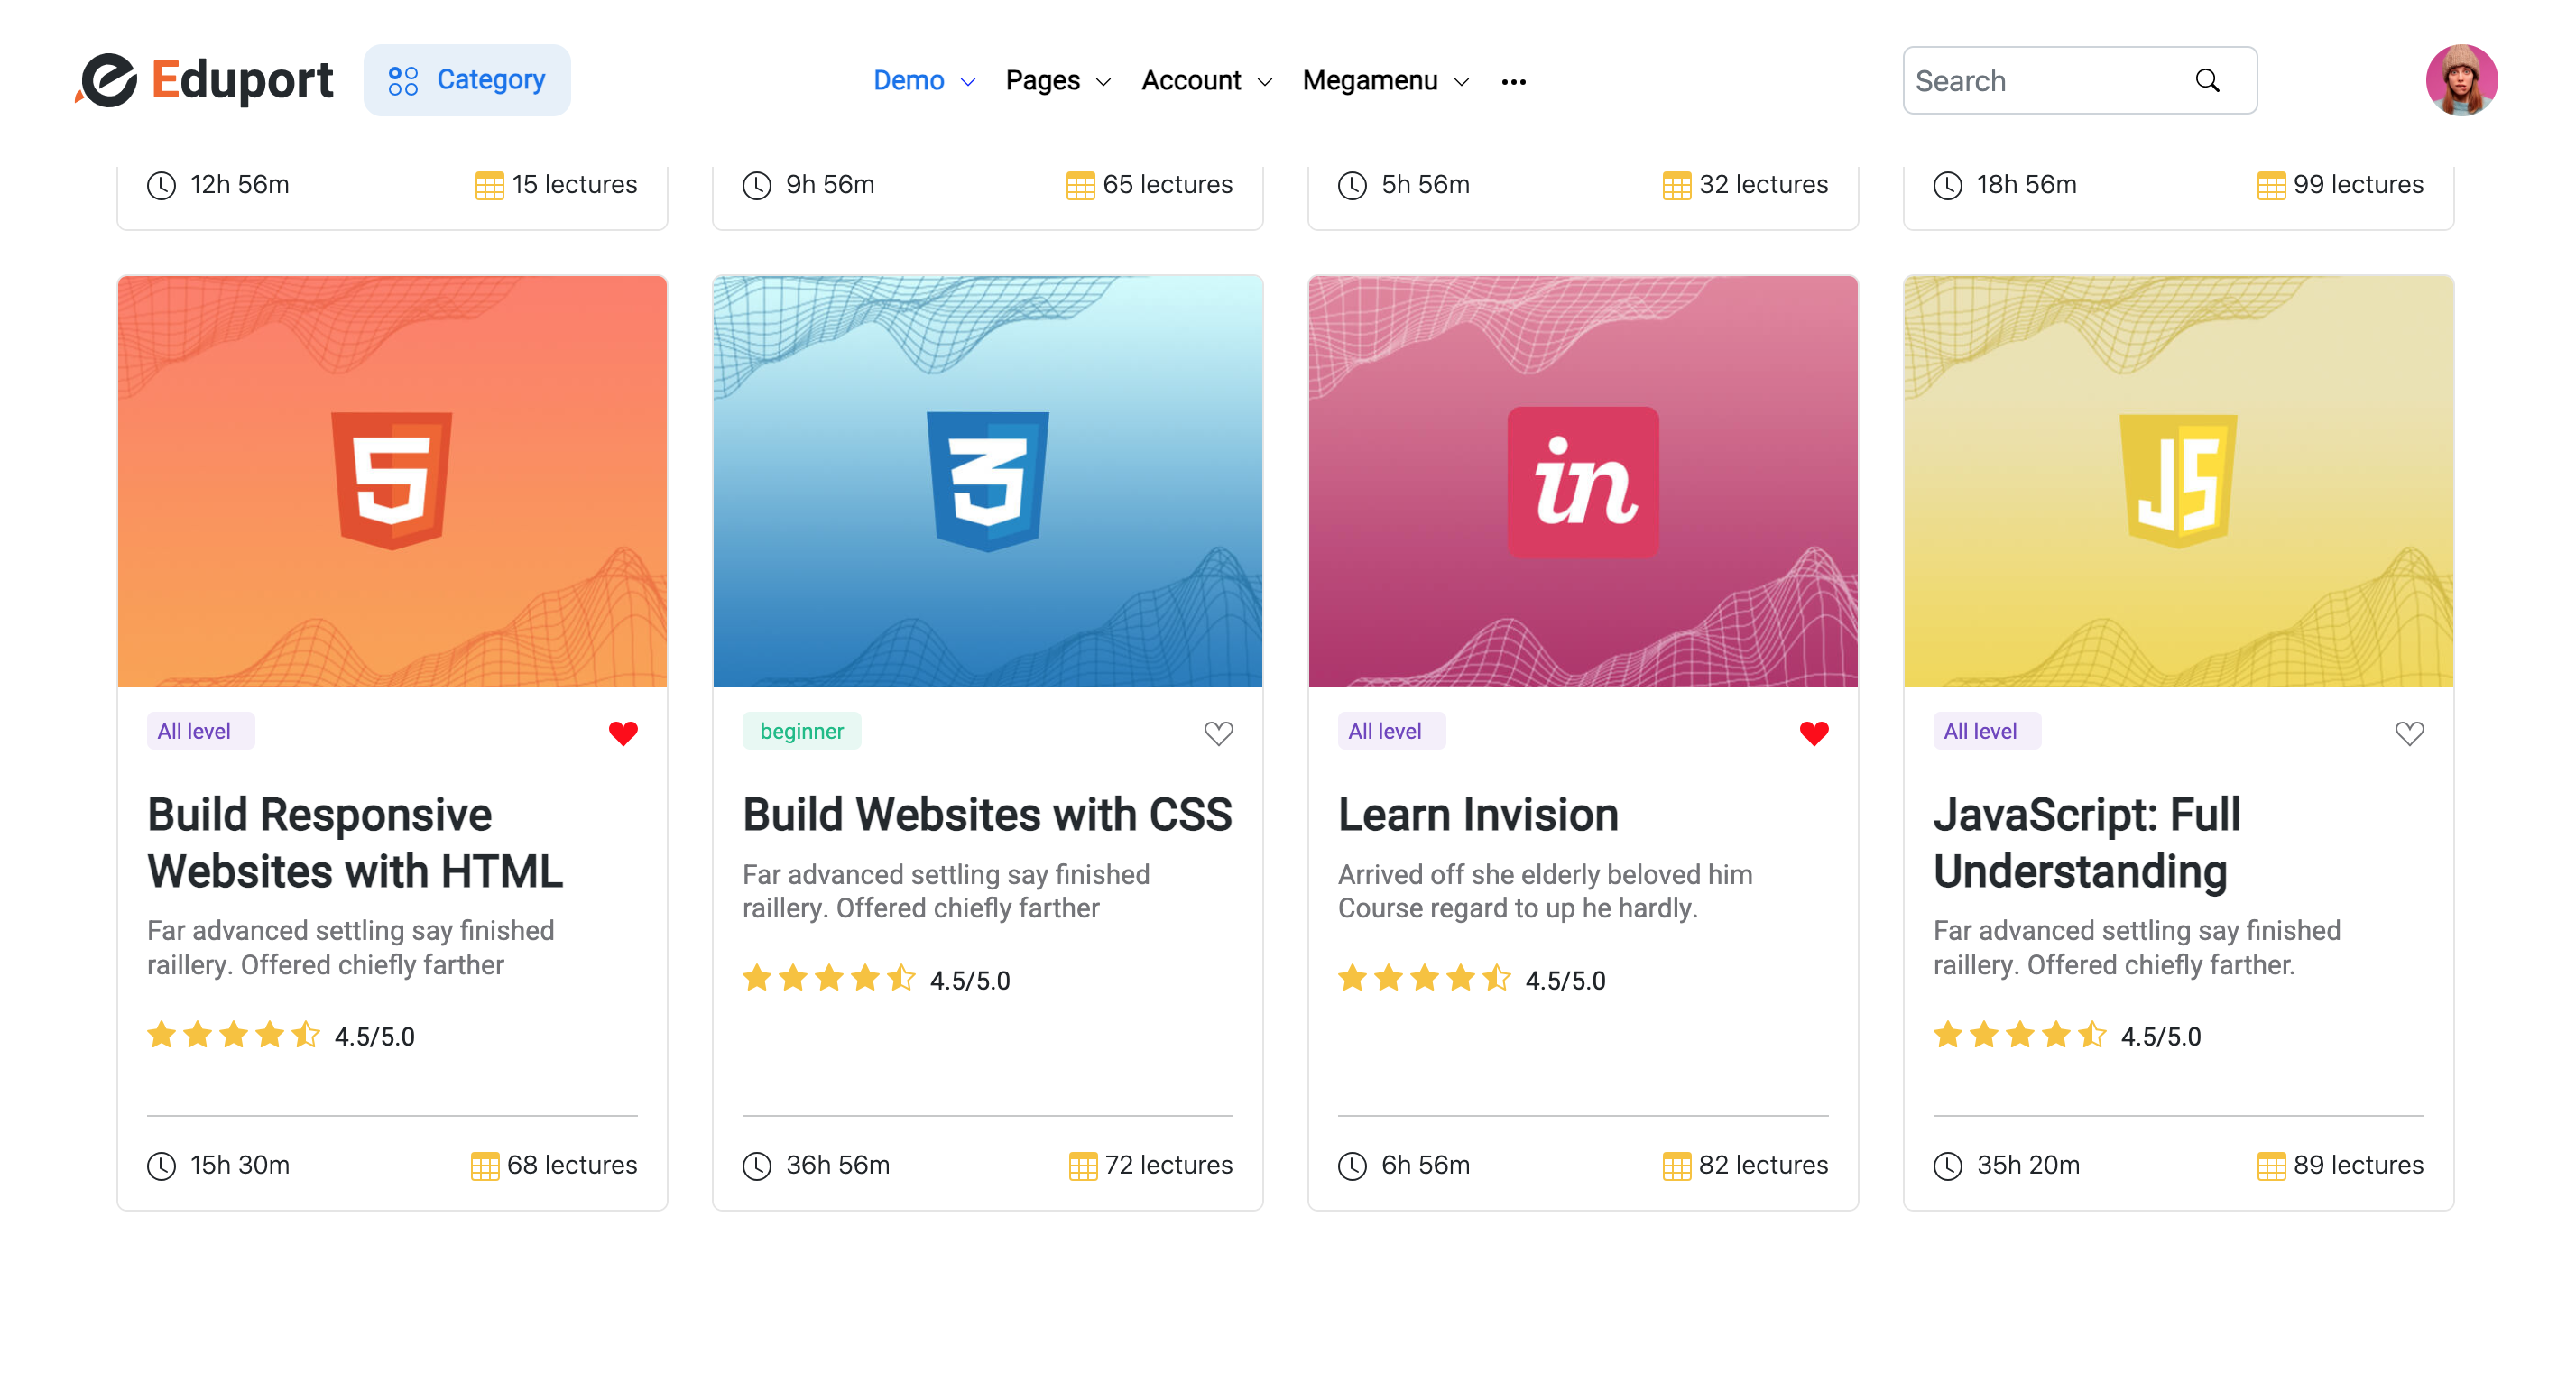 Eduport Category Demo Pages Account Megamenu Search
12h 56m 15 lectures 9h 56m 65 lectures 5h 56m 32 lectures 18h 56m 99 lectures
5
3
in
JS
All level
Build Responsive
Websites with HTML
Far advanced settling say finished
raillery. Offered chiefly farther
4.5/5.0
15h 30m 68 lectures
beginner
Build Websites with CSS
Far advanced settling say finished
raillery. Offered chiefly farther
4.5/5.0
36h 56m 72 lectures
All level
Learn Invision
Arrived off she elderly beloved him
Course regard to up he hardly.
4.5/5.0
6h 56m 82 lectures
All level
JavaScript: Full
Understanding
Far advanced settling say finished
raillery. Offered chiefly farther.
4.5/5.0
35h 20m 89 lectures